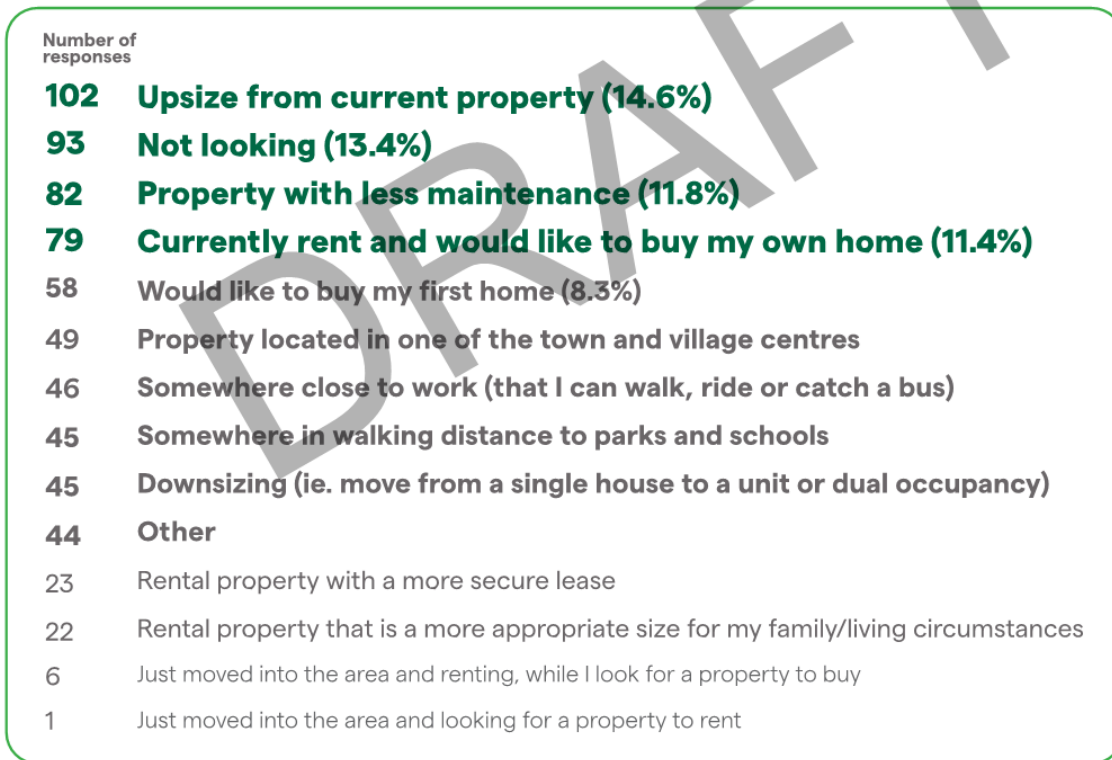 Number of
responses
102 Upsize from current property (14.6%)
93 Not looking (13.4%)
82 Property with less maintenance (11.8%)
79 Currently rent and would like to buy my own home (11.4%)
58 Would like to buy my first home (8.3%)
49 Property located in one of the town and village centres
46 Somewhere close to work (that I can walk, ride or catch a bus)
45 Somewhere in walking distance to parks and schools
45 Downsizing (ie. move from a single house to a unit or dual occupancy)
44 Other
23 Rental property with a more secure lease
22 Rental property that is a more appropriate size for my family/living circumstances
6 Just moved into the area and renting, while I look for a property to buy
1 Just moved into the area and looking for a property to rent
DRAFT